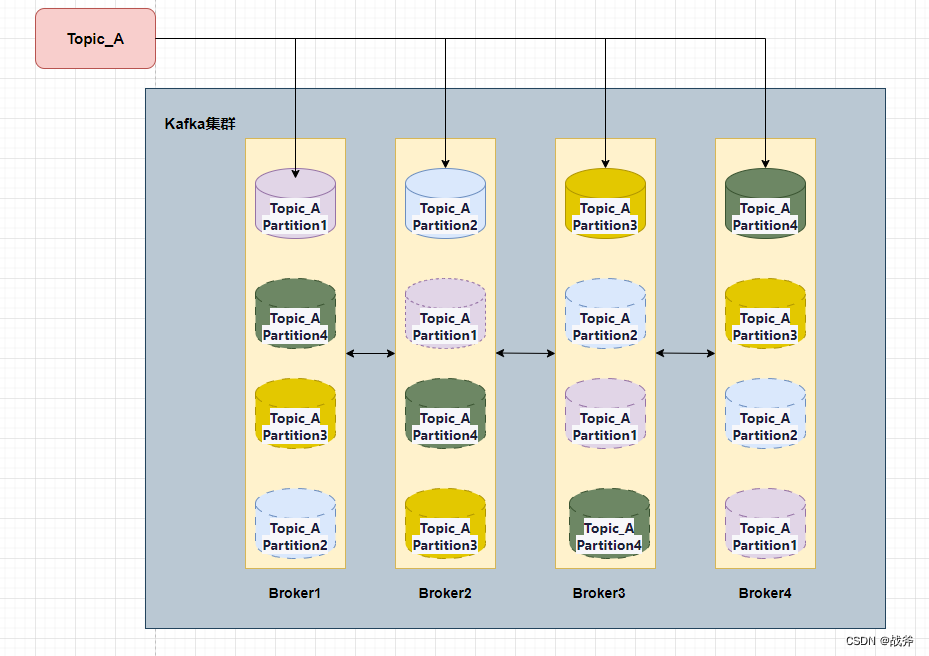 Topic_A
Kafka集群
Topic_A
Partition1
Topic_A
Partition2
Topic_A
Partition3
Topic_A
Partition4
Topic_A
Partition4
Topic_A
Partition1
Topic_A
Partition2
Topic_A
Partition3
Topic_A
Partition3
Topic_A
Partition4
Topic_A
Partition1
Topic_A
Partition2
Topic_A
Partition2
Topic_A
Partition3
Topic_A
Partition4
Topic_A
Partition1
Broker1
Broker2
Broker3
Broker4
CSDN @战斧